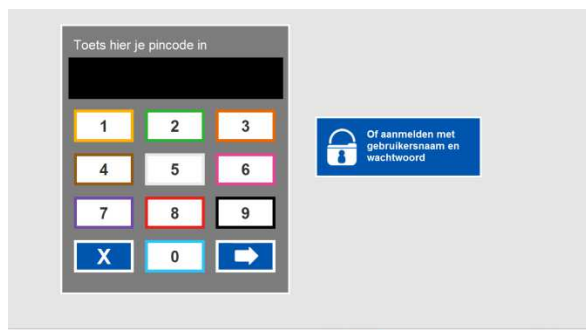 Toets hier je pincode in
1 2 3
4 5 6
7 8 9
X 0
Of aanmelden met
gebruikersnaam en
wachtwoord